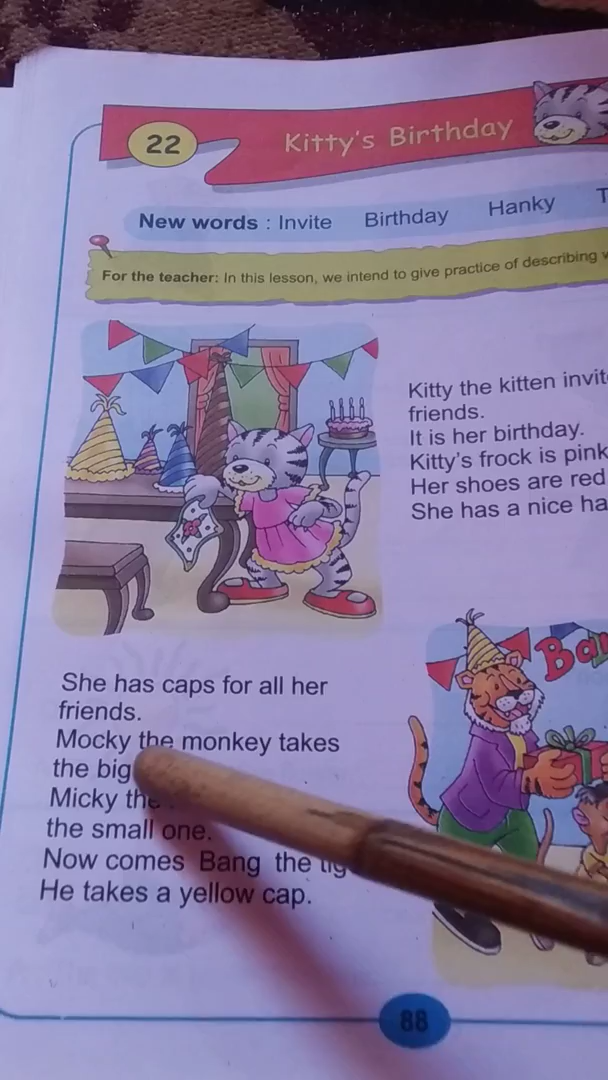 22
Kitty's Birthday
New words : Invite Birthday Hanky
For the teacher: In this lesson, we intend to give practice of describing
Kitty the kitten
friends.
It is her birthday.
Kitty's frock is pink
Her shoes are red
She has a nice
She has caps for all her
friends.
Mocky the monkey takes
the big
Micky the
the small one.
Now comes Bang the
He takes a yellow cap.
88